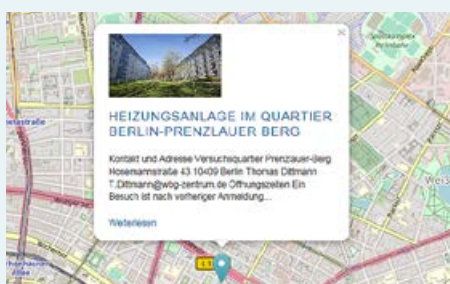 HEIZUNGSANLAGE IM QUARTIER
BERLIN-PRENZLAUER BERG
Kontakt und Adresse Versuchsquartier Prenzlauer-Berg
Hosemannstraße 43 10409 Berlin Thomas Dittmann
T.Dittmann@wbg-zentrum.de Öffnungszeiten Ein
Besuch ist nach vorheriger Anmeldung...
Weiterlesen